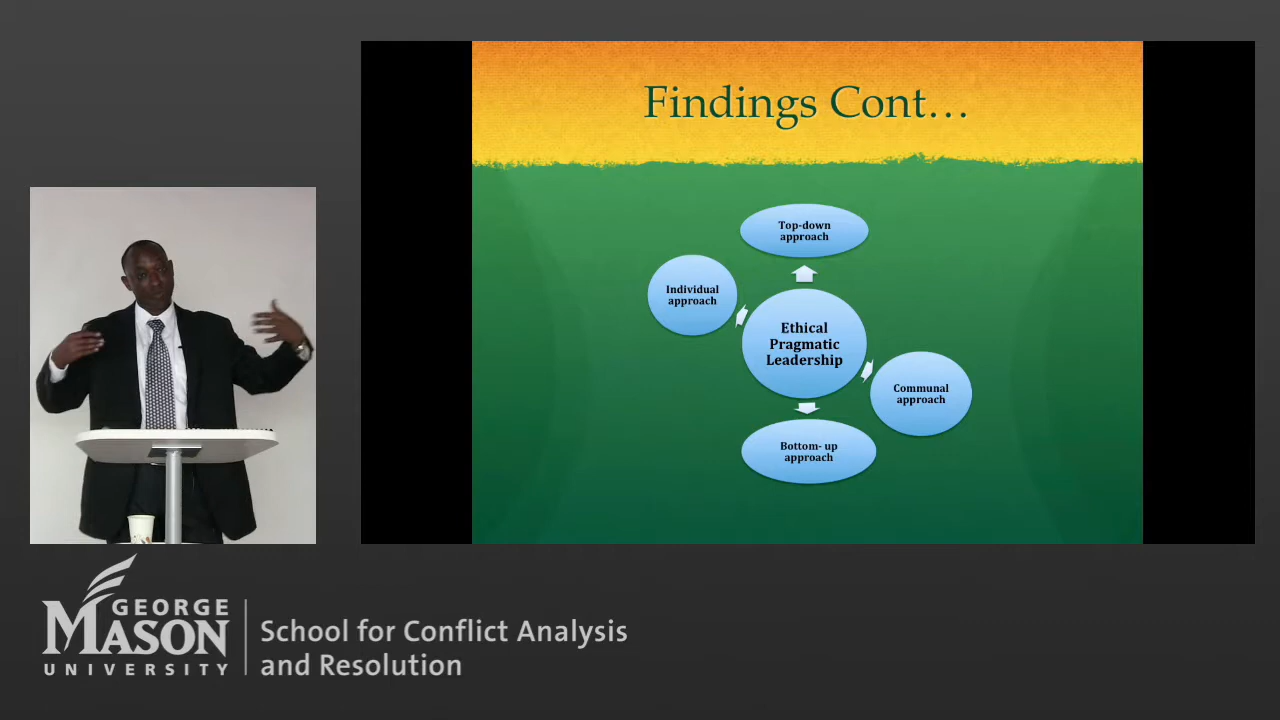 Findings Cont…
Top-down
approach
Individual
approach
Ethical
Pragmatic
Leadership
Communal
approach
Bottom- up
approach
GEORGE
MASON
UNIVERSITY
School for Conflict Analysis
and Resolution